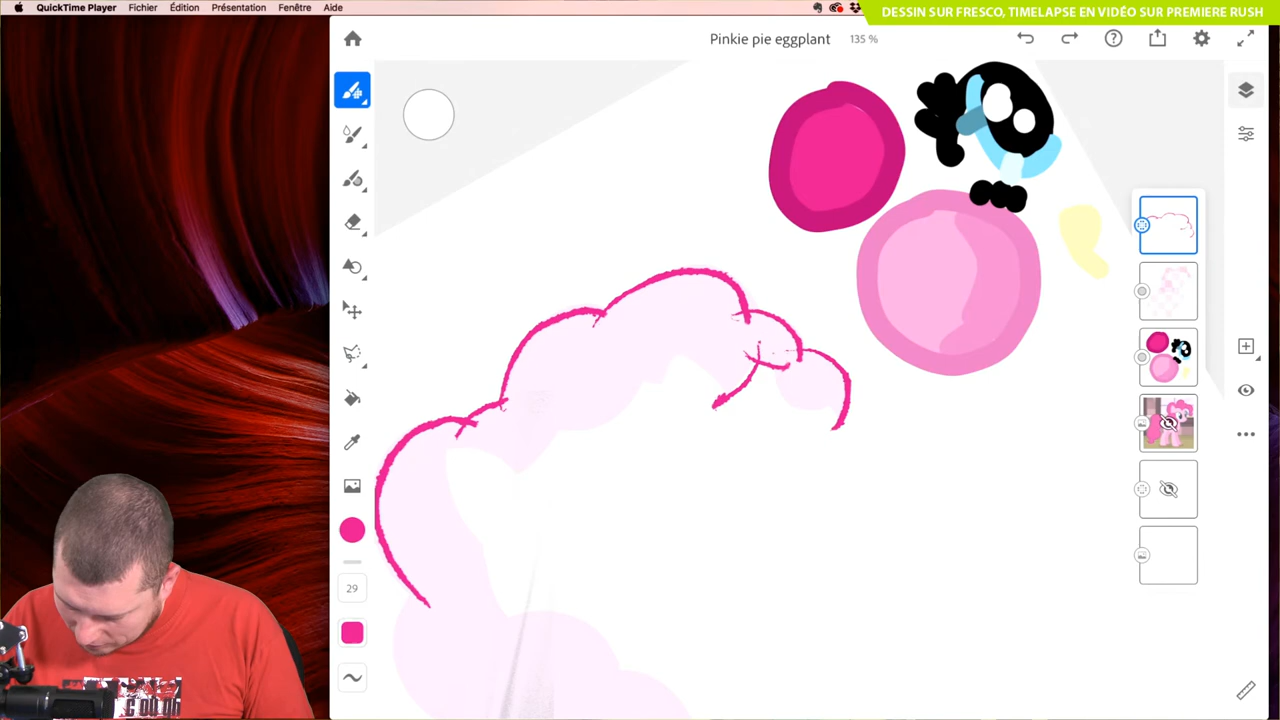 QuickTime Player Fichier Édition Présentation Fenêtre Aide
DESSIN SUR FRESCO, TIMELAPSE EN VIDÉO SUR PREMIERE RUSH
Pinkie pie eggplant 135 %
29